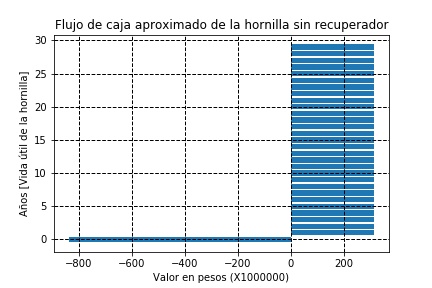 Flujo de caja aproximado de la hornilla sin recuperador
30
25
20
15
10
5
0
Años [Vida útil de la hornilla]
−800 −600 −400 −200 0 200
Valor en pesos (X1000000)